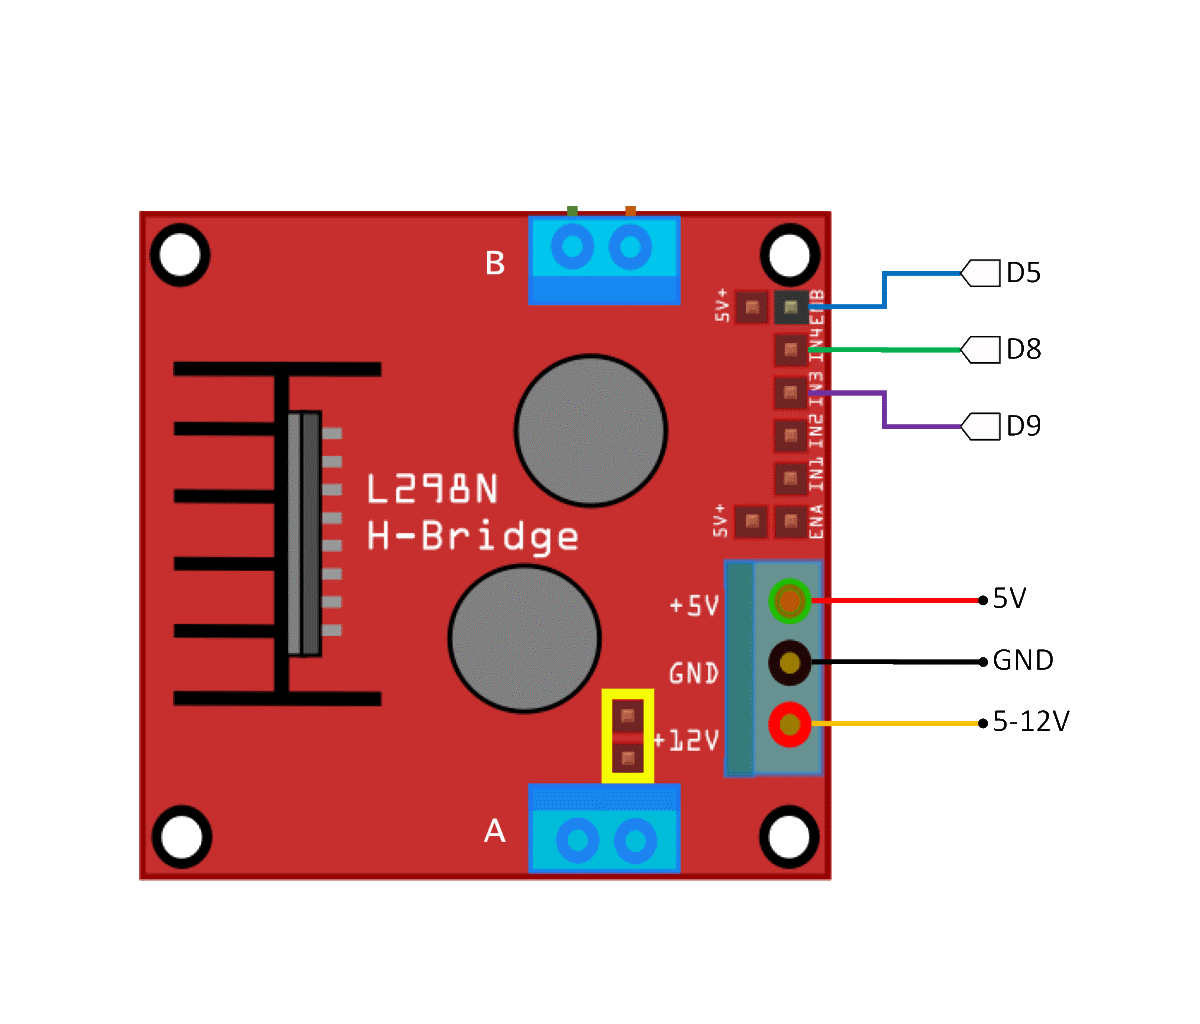 B
5V+
ENB
D5
IN4
D8
IN3
D9
IN2
IN1
5V+
ENA
L298N
H-Bridge
+5V
5V
GND
GND
+12V
5-12V
A